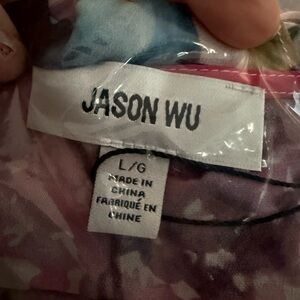 JASON WU
L/G
MADE IN
CHINA
FABRIQUÉ EN
CHINE